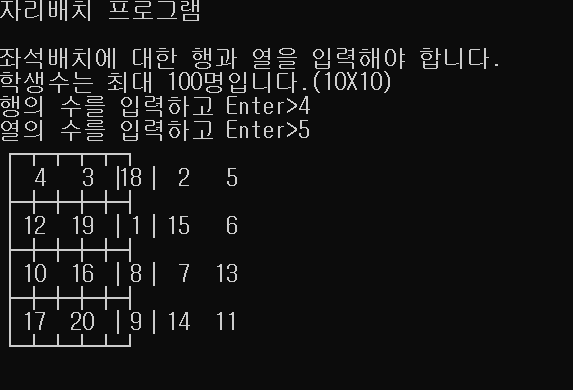 자리배치 프로그램
좌석배치에 대한 행과 열을 입력해야 합니다.
학생수는 최대 100명입니다.(10X10)
행의 수를 입력하고 Enter>4
열의 수를 입력하고 Enter>5
┌┬┬┬┬┐
│ 4 3 |18| 2 5
├┼┼┼┼┤
│ 12 19 | 1| 15 6
├┼┼┼┼┤
│ 10 16 | 8| 7 13
├┼┼┼┼┤
│ 17 20 | 9| 14 11
└┴┴┴┴┘